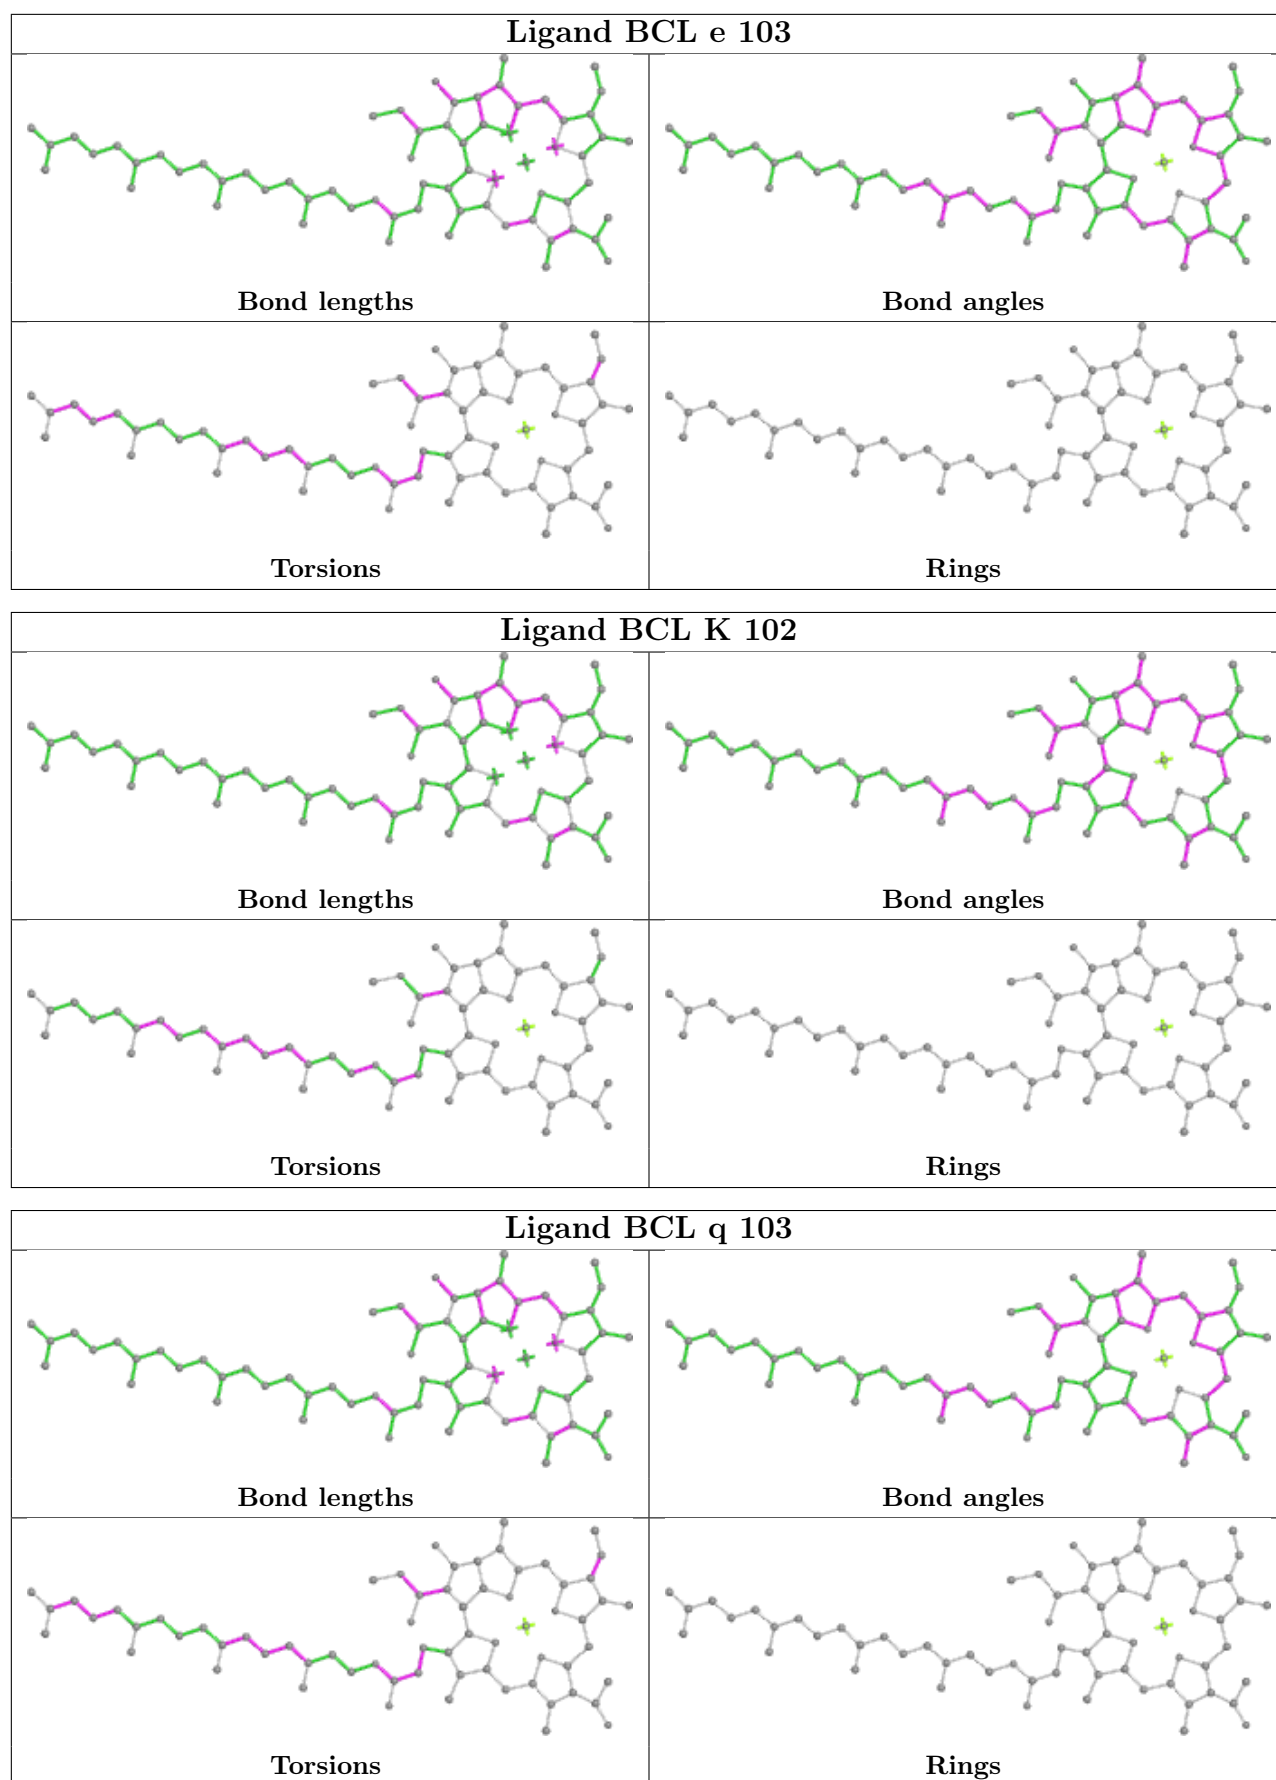 Ligand BCL e 103
Bond lengths
Bond angles
Torsions
Rings
Ligand BCL K 102
Bond lengths
Bond angles
Torsions
Rings
Ligand BCL q 103
Bond lengths
Bond angles
Torsions
Rings